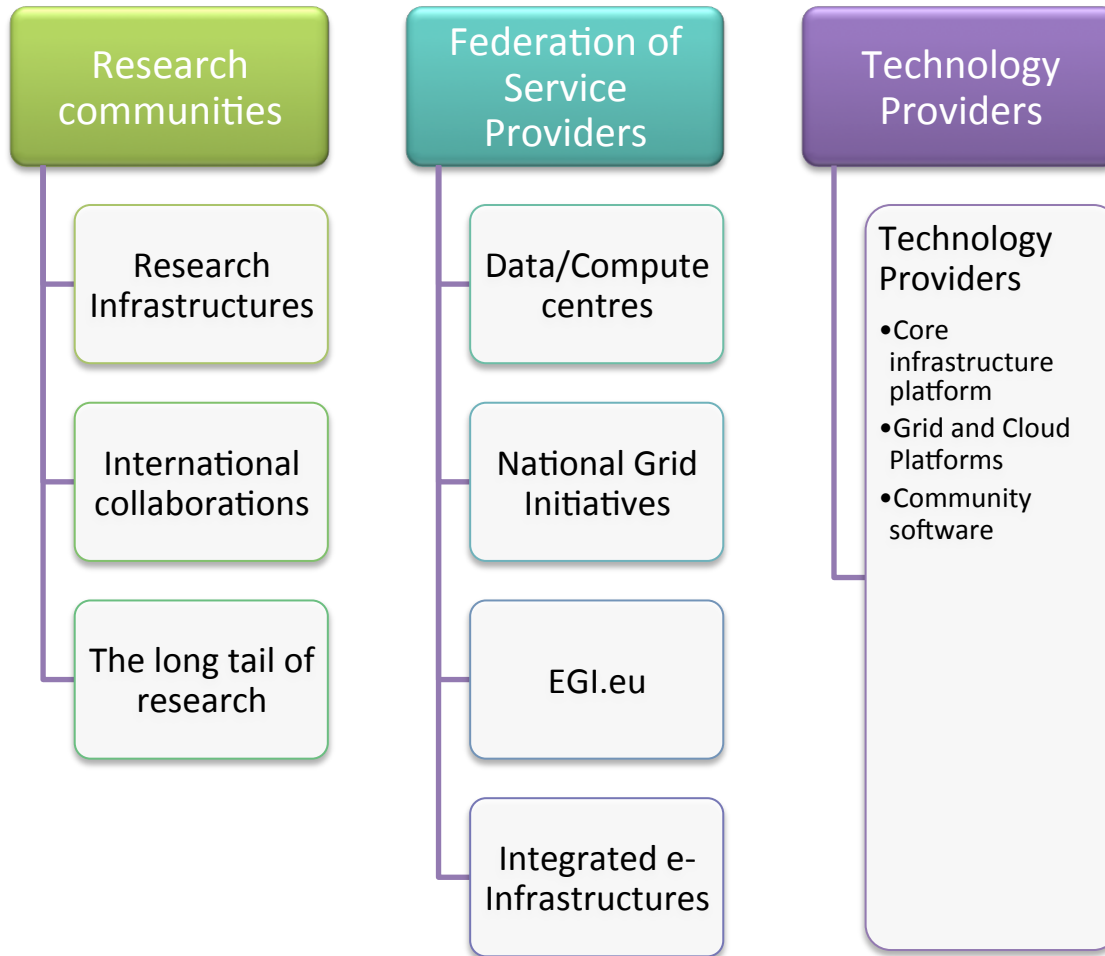 Research
communities
Research
Infrastructures
International
collaborations
The long tail of
research
Federation of
Service
Providers
Data/Compute
centres
National Grid
Initiatives
EGI.eu
Integrated e-
Infrastructures
Technology
Providers
Technology
Providers
•Core
infrastructure
platform
•Grid and Cloud
Platforms
•Community
software